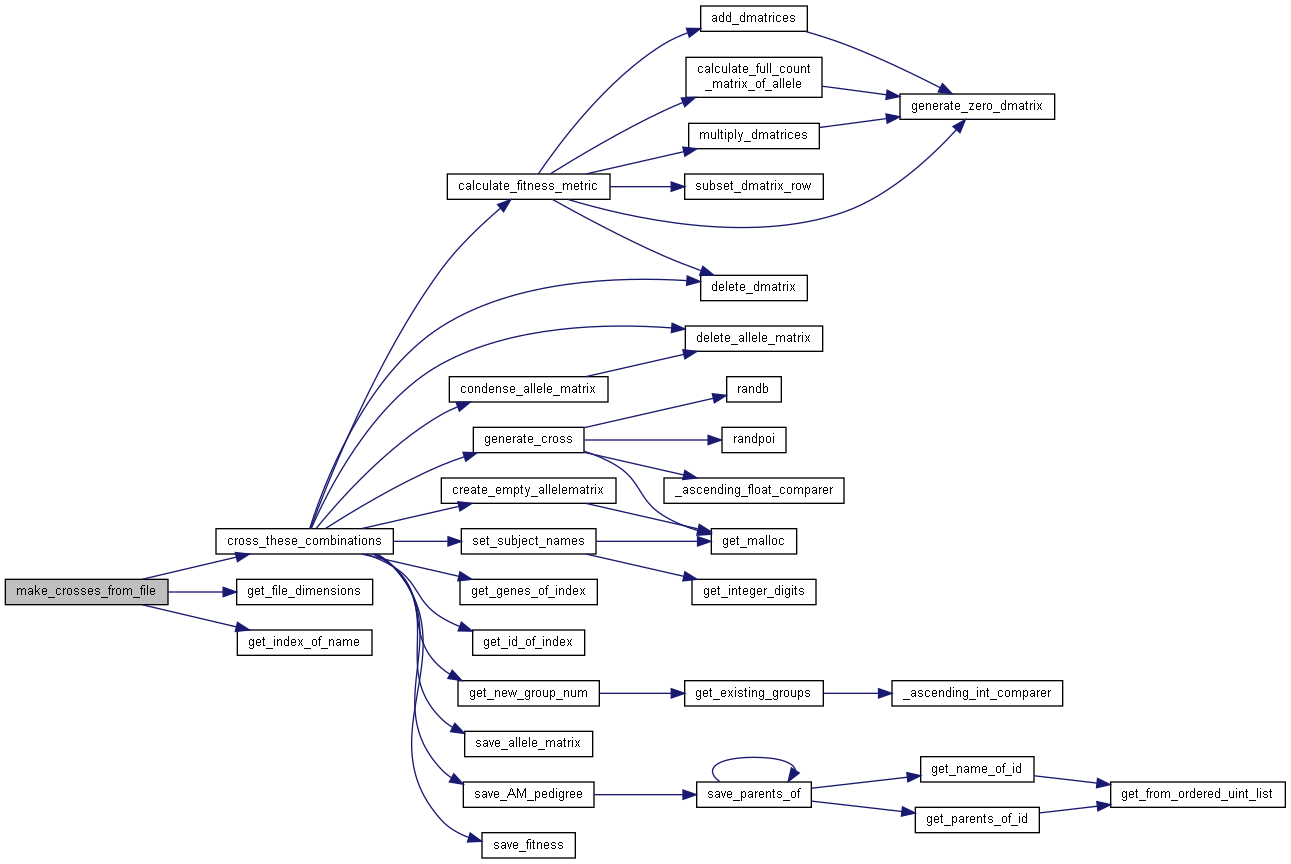 add_dmatrices
calculate_full_count
_matrix_of_allele
generate_zero_dmatrix
multiply_dmatrices
calculate_fitness_metric
subset_dmatrix_row
delete_dmatrix
delete_allele_matrix
condense_allele_matrix
randb
generate_cross
randpoi
create_empty_allelematrix
_ascending_float_comparer
cross_these_combinations
set_subject_names
get_malloc
make_crosses_from_file
get_file_dimensions
get_genes_of_index
get_integer_digits
get_index_of_name
get_id_of_index
get_new_group_num
get_existing_groups
_ascending_int_comparer
save_allele_matrix
get_name_of_id
save_AM_pedigree
save_parents_of
get_from_ordered_uint_list
get_parents_of_id
save_fitness